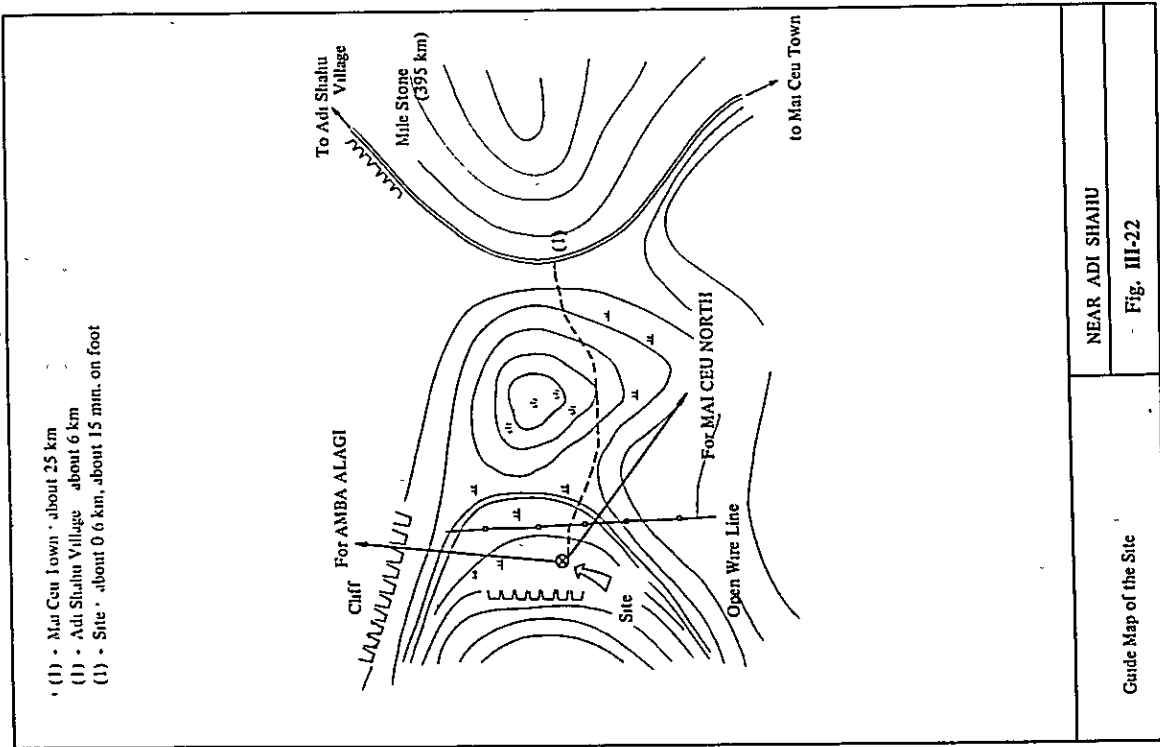 (1) - Mai Ceu Town · about 25 km
(1) - Adi Shahu Village about 6 km
(1) - Site · about 0 6 km, about 15 min. on foot
To Adi Shahu
Village
Mile Stone
(395 km)
(1)
to Mai Ceu Town
For AMBA ALAGI
Cliff
For MAI CEU NORTH
Site
Open Wire Line
Guide Map of the Site
NEAR ADI SHAHU
Fig. III-22